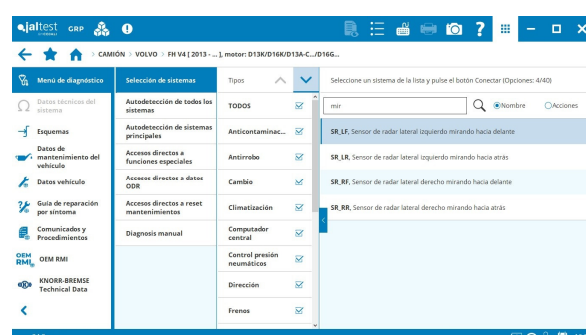 jaltest GRP
> CAMIÓN > VOLVO > FH V4 [ 2013 - ... ], motor: D13K/D16K/D13A-C.../D16G...
Menú de diagnóstico
Datos técnicos del
sistema
Esquemas
Datos de
mantenimiento del
vehículo
Datos vehículo
Guía de reparación
por síntoma
Comunicados y
Procedimientos
OEM RMI
KNORR-BREMSE
Technical Data
Selección de sistemas
Autodetección de todos los
sistemas
Autodetección de sistemas
principales
Accesos directos a
funciones especiales
Accesos directos a datos
ODR
Accesos directos a reset
mantenimientos
Diagnosis manual
Tipos
TODOS
Anticontaminac...
Antirrobo
Cambio
Climatización
Computador
central
Control presión
neumáticos
Dirección
Frenos
Seleccione un sistema de la lista y pulse el botón Conectar (Opciones: 4/40)
mir
Nombre
Acciones
SR_LF, Sensor de radar lateral izquierdo mirando hacia delante
SR_LR, Sensor de radar lateral izquierdo mirando hacia atrás
SR_RF, Sensor de radar lateral derecho mirando hacia delante
SR_RR, Sensor de radar lateral derecho mirando hacia atrás